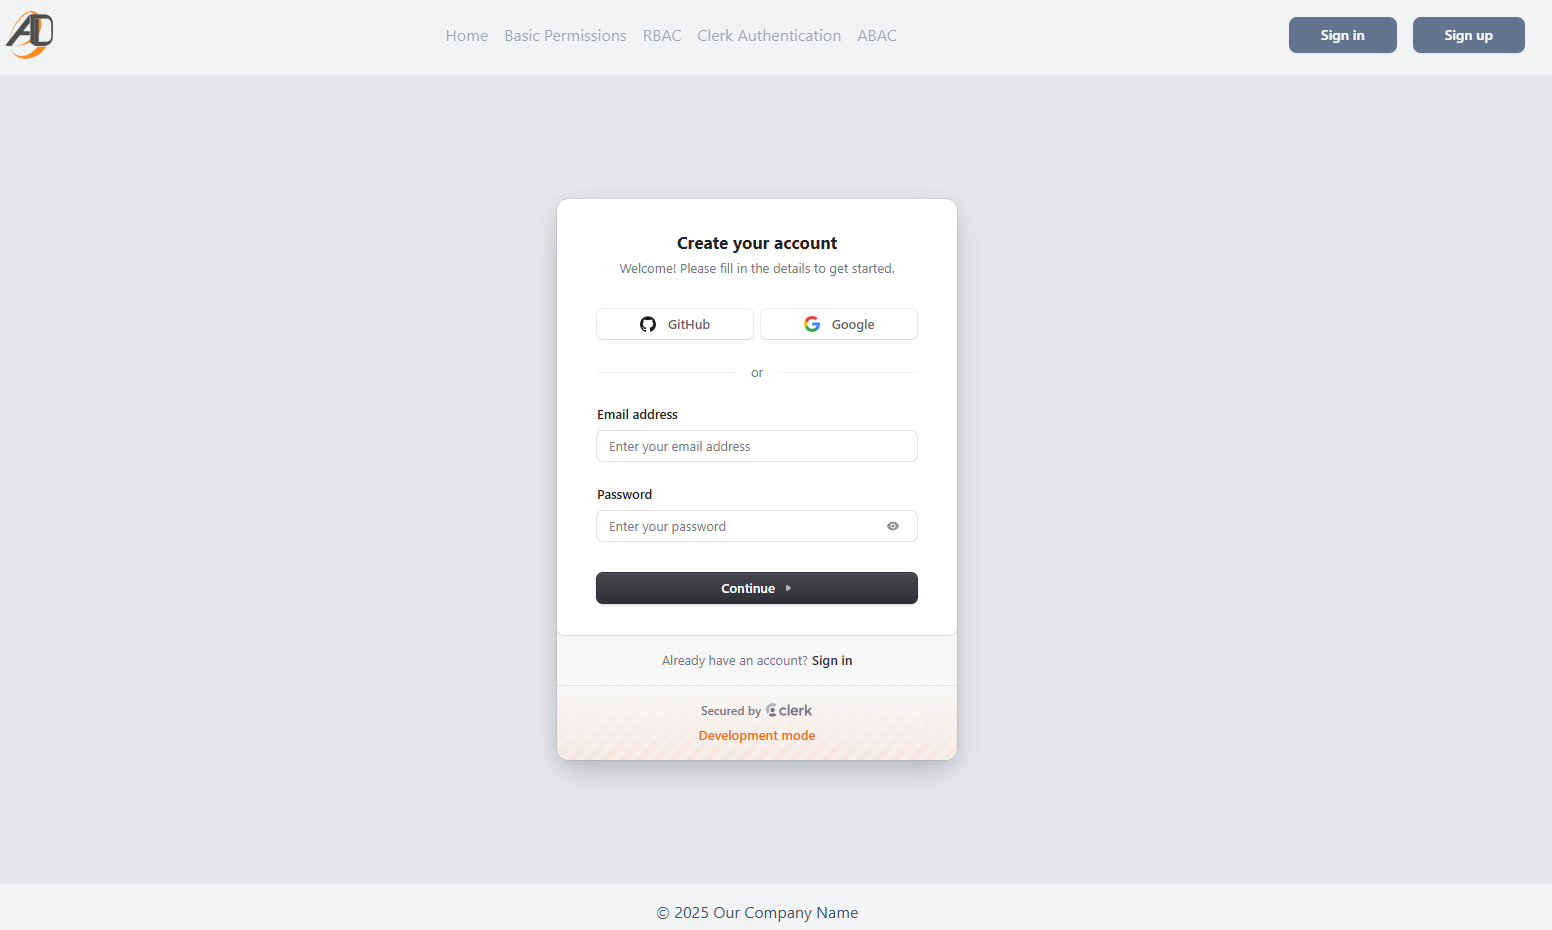 AD
Home Basic Permissions RBAC Clerk Authentication ABAC
Sign in
Sign up
Create your account
Welcome! Please fill in the details to get started.
GitHub
Google
or
Email address
Enter your email address
Password
Enter your password
Continue
Already have an account? Sign in
Secured by clerk
Development mode
© 2025 Our Company Name